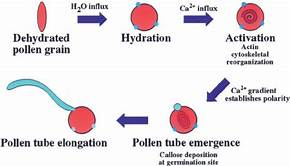 H₂O influx
Ca²⁺ influx
Dehydrated
pollen grain
Hydration
Activation
Actin
cytoskeletal
reorganization
Ca²⁺ gradient
establishes polarity
Pollen tube elongation
Pollen tube emergence
Callose deposition
at germination site